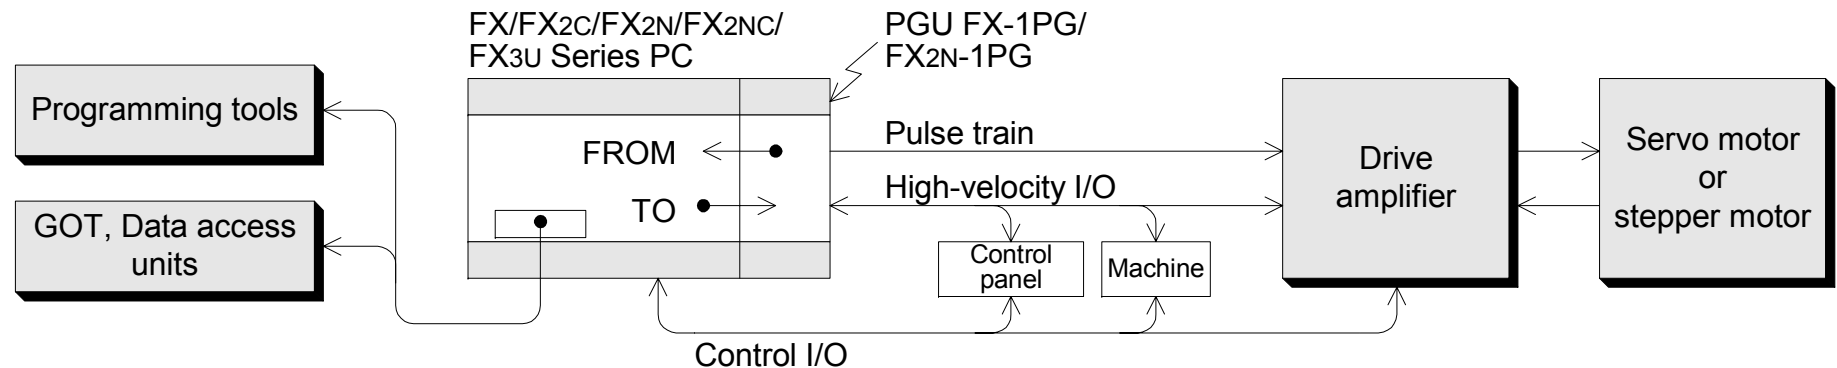 FX/FX2C/FX2N/FX2NC/
FX3U Series PC
PGU FX-1PG/
FX2N-1PG
Programming tools
GOT, Data access
units
FROM
TO
Pulse train
High-velocity I/O
Control
panel
Machine
Control I/O
Drive
amplifier
Servo motor
or
stepper motor